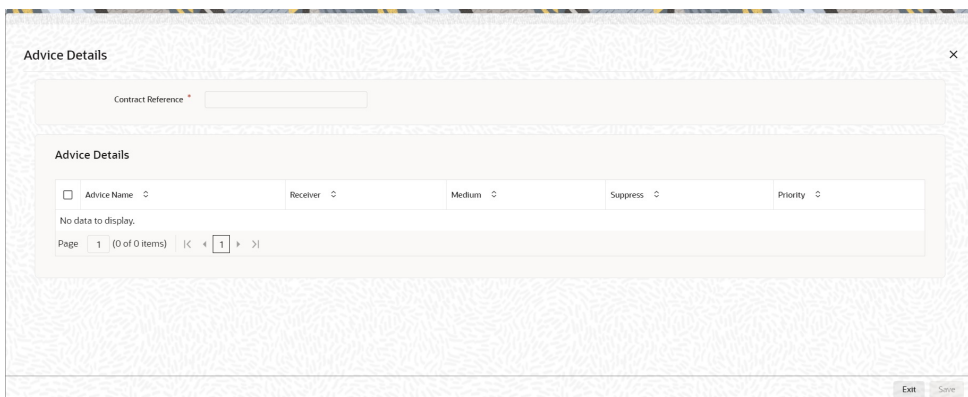 Advice Details
Contract Reference *
Advice Details
Advice Name Receiver Medium Suppress Priority
No data to display.
Page 1 (0 of 0 items) 1
Exit Save